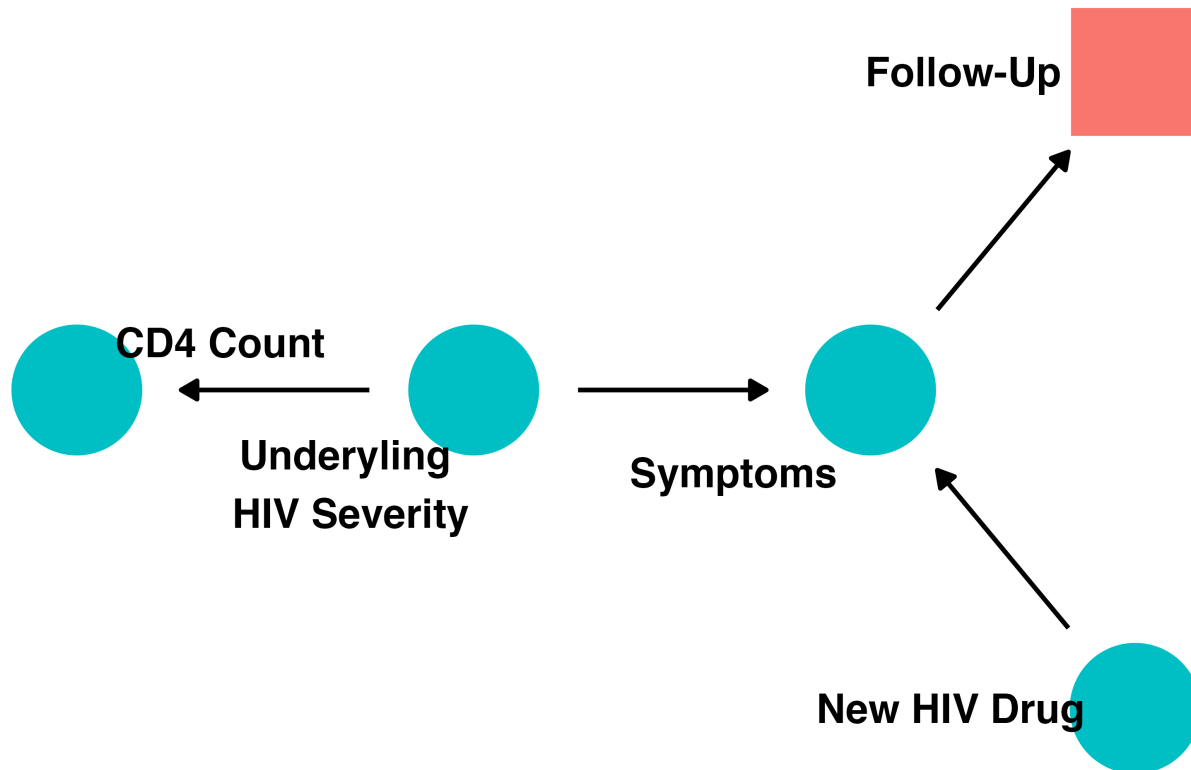 Follow-Up
CD4 Count
Underyling
HIV Severity
Symptoms
New HIV Drug